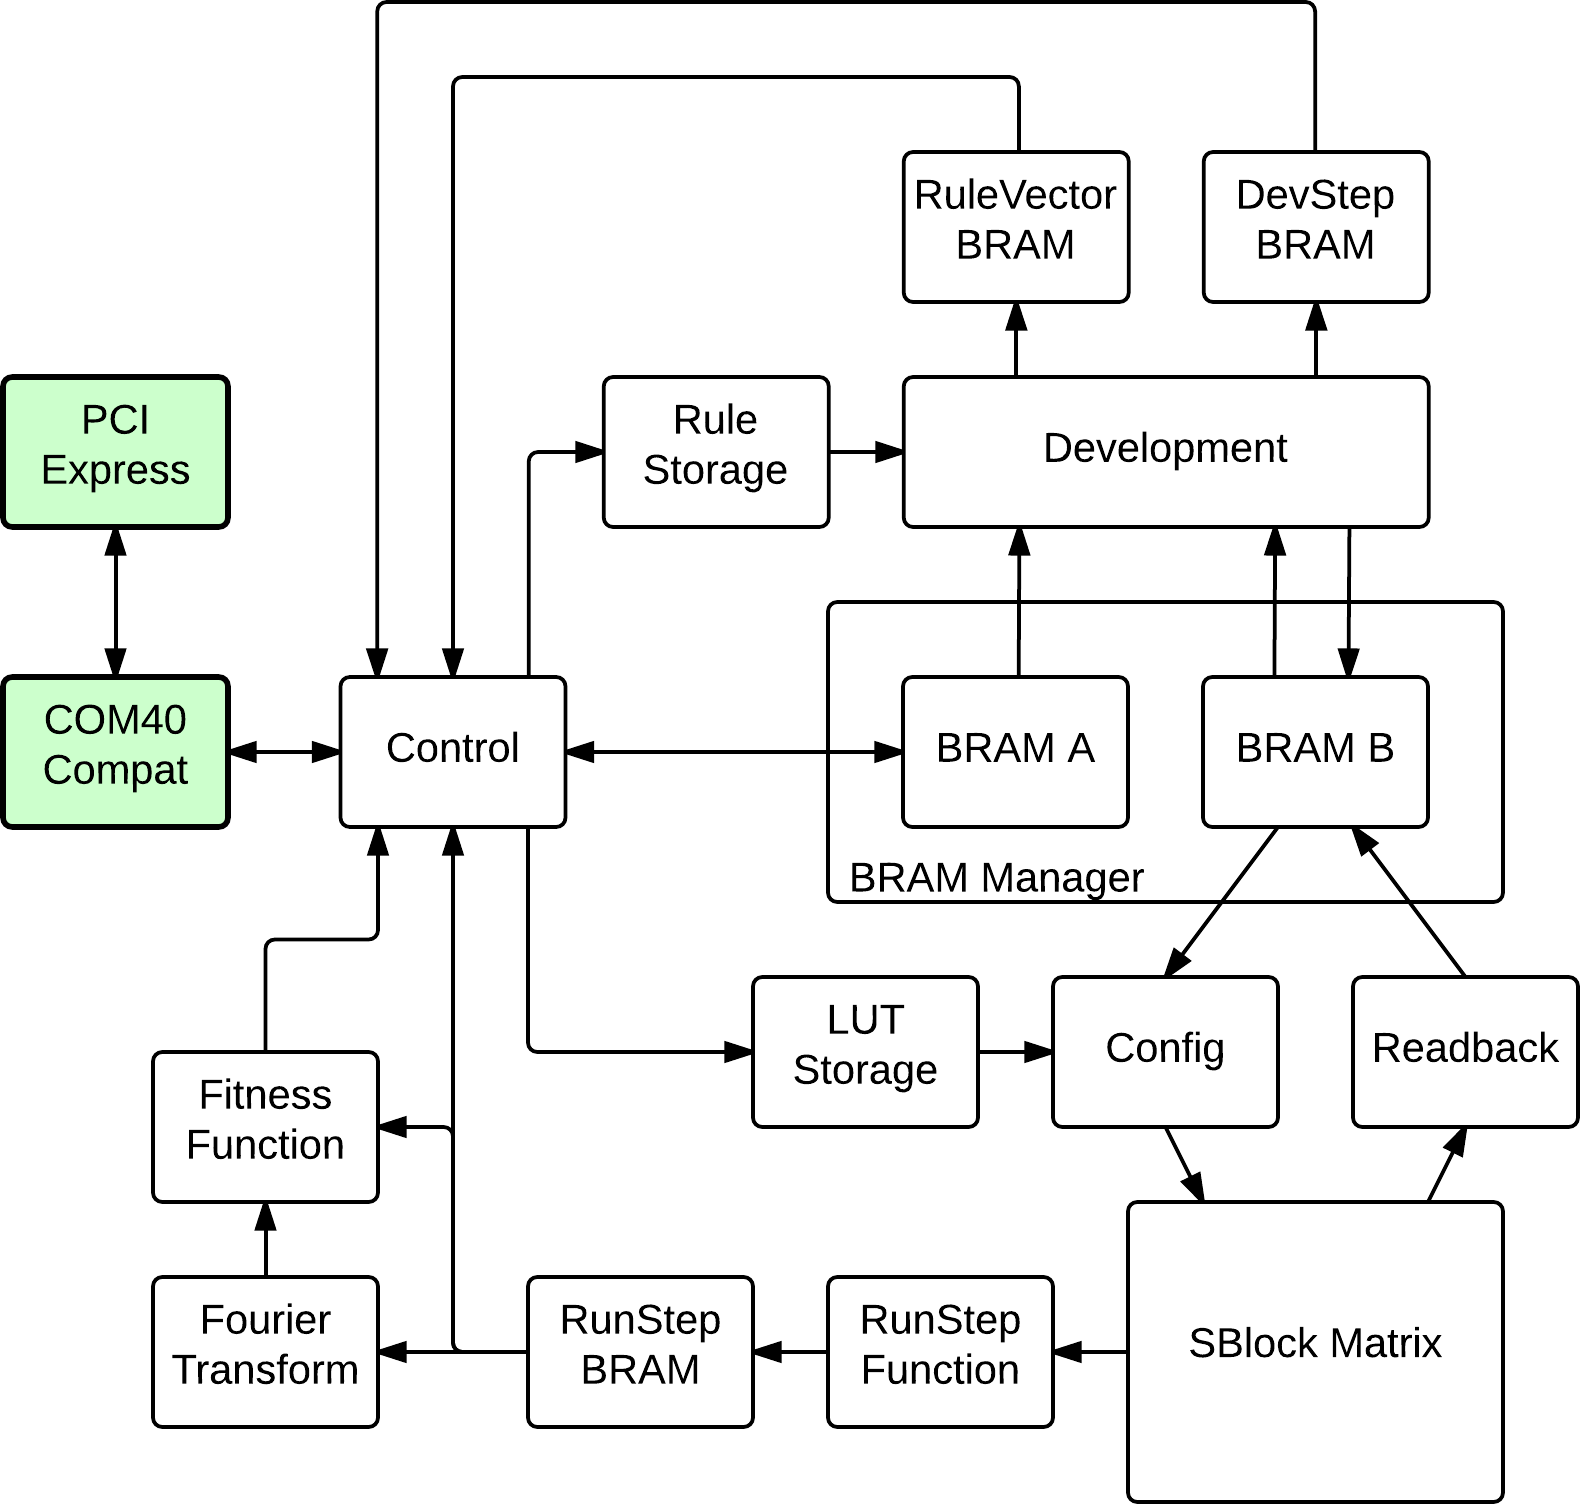 RuleVector
BRAM
DevStep
BRAM
PCI
Express
Rule
Storage
Development
COM40
Compat
Control
BRAM A
BRAM B
BRAM Manager
LUT
Storage
Config
Readback
Fitness
Function
Fourier
Transform
RunStep
BRAM
RunStep
Function
SBlock Matrix